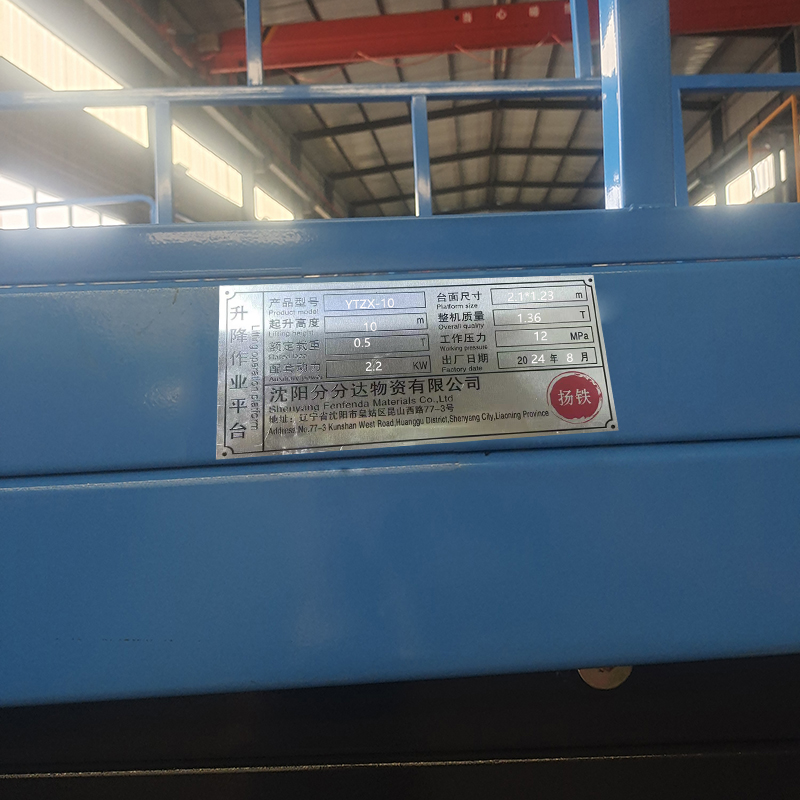 升降作业平台
Lifting operation platform
产品型号 YTZX-10
Product model
起升高度 10 m
Lifting height
额定载重 0.5 T
配套动力 2.2 KW
台面尺寸 2.1*1.23 m
Platform size
整机质量 1.36 T
Overall quality
工作压力 12 MPa
Working pressure
出厂日期 2024年8月
Factory date
沈阳分分达物资有限公司
Shenyang Fenfenda Materials Co.,Ltd
地址：辽宁省沈阳市皇姑区昆山西路77-3号
Address:No.77-3 Kunshan West Road,Huanggu District,Shenyang City,Liaoning Province
扬铁